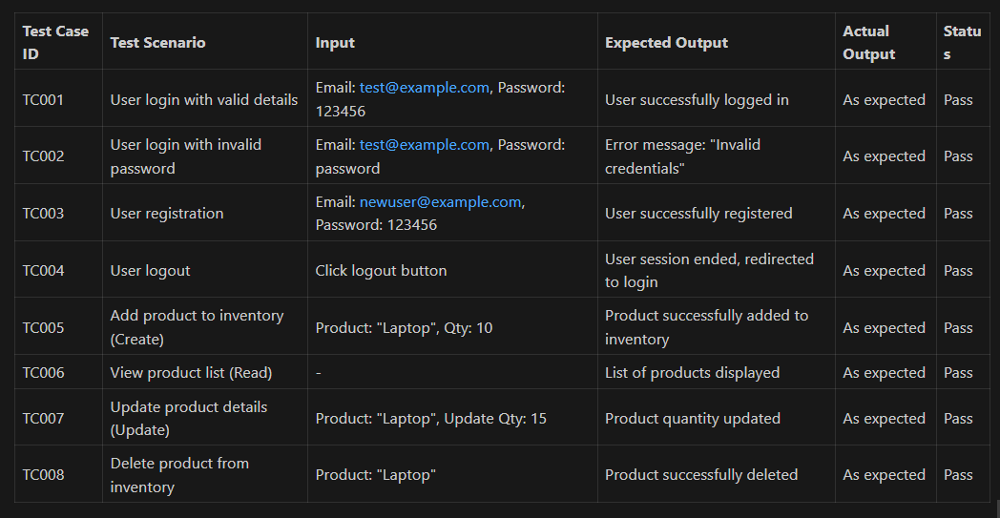 Test Case ID Test Scenario Input Expected Output Actual Output Status
TC001 User login with valid details Email: test@example.com, Password: 123456 User successfully logged in As expected Pass
TC002 User login with invalid password Email: test@example.com, Password: password Error message: "Invalid credentials" As expected Pass
TC003 User registration Email: newuser@example.com, Password: 123456 User successfully registered As expected Pass
TC004 User logout Click logout button User session ended, redirected to login As expected Pass
TC005 Add product to inventory (Create) Product: "Laptop", Qty: 10 Product successfully added to inventory As expected Pass
TC006 View product list (Read) - List of products displayed As expected Pass
TC007 Update product details (Update) Product: "Laptop", Update Qty: 15 Product quantity updated As expected Pass
TC008 Delete product from inventory Product: "Laptop" Product successfully deleted As expected Pass